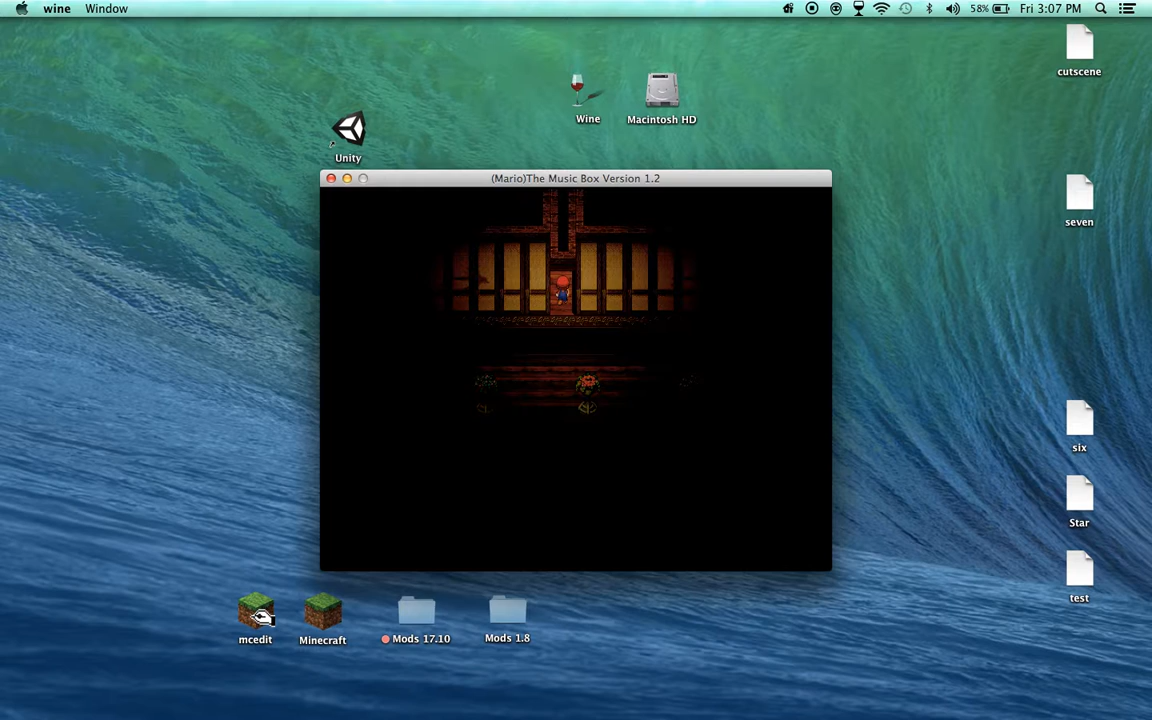 wine Window 58% Fri 3:07 PM
cutscene
Wine
Macintosh HD
Unity
(Mario)The Music Box Version 1.2
seven
six
Star
test
mcedit
Minecraft
Mods 17.10
Mods 1.8